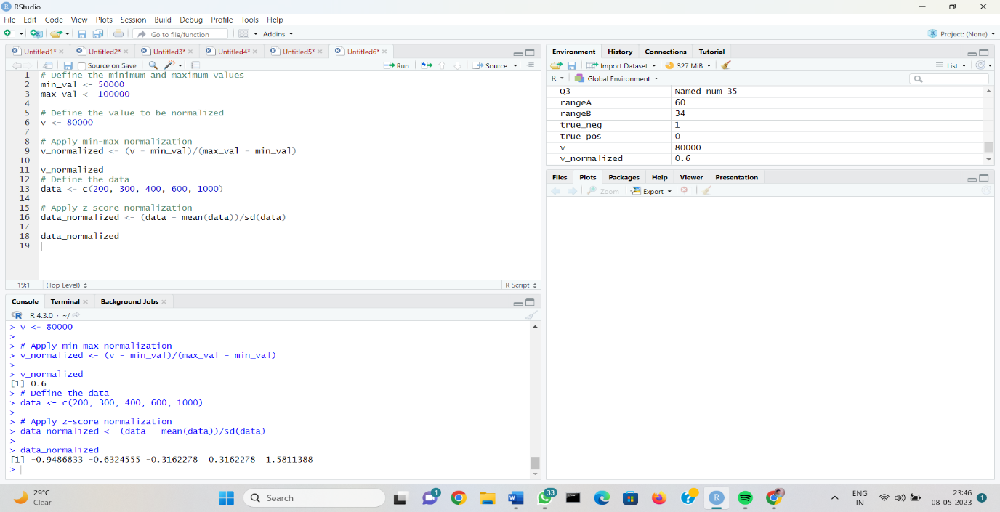 RStudio
File Edit Code View Plots Session Build Debug Profile Tools Help
Go to file/function Addins Project: (None)
Untitled1* Untitled2* Untitled3* Untitled4* Untitled5* Untitled6*
Source on Save Run Source
1 # Define the minimum and maximum values
2 min_val <- 50000
3 max_val <- 100000
4
5 # Define the value to be normalized
6 v <- 80000
7
8 # Apply min-max normalization
9 v_normalized <- (v - min_val)/(max_val - min_val)
10
11 v_normalized
12 # Define the data
13 data <- c(200, 300, 400, 600, 1000)
14
15 # Apply z-score normalization
16 data_normalized <- (data - mean(data))/sd(data)
17
18 data_normalized
19
19:1 (Top Level) R Script
Console Terminal Background Jobs
R 4.3.0 · ~/
> v <- 80000
>
> # Apply min-max normalization
> v_normalized <- (v - min_val)/(max_val - min_val)
>
> v_normalized
[1] 0.6
> # Define the data
> data <- c(200, 300, 400, 600, 1000)
>
> # Apply z-score normalization
> data_normalized <- (data - mean(data))/sd(data)
>
> data_normalized
[1] -0.9486833 -0.6324555 -0.3162278 0.3162278 1.5811388
>
Environment History Connections Tutorial
Import Dataset 327 MiB List
R Global Environment
Q3 Named num 35
rangeA 60
rangeB 34
true_neg 1
true_pos 0
v 80000
v_normalized 0.6
Files Plots Packages Help Viewer Presentation
Zoom Export
29°C
Clear
Search
1
33
ENG
IN
23:46
08-05-2023
1